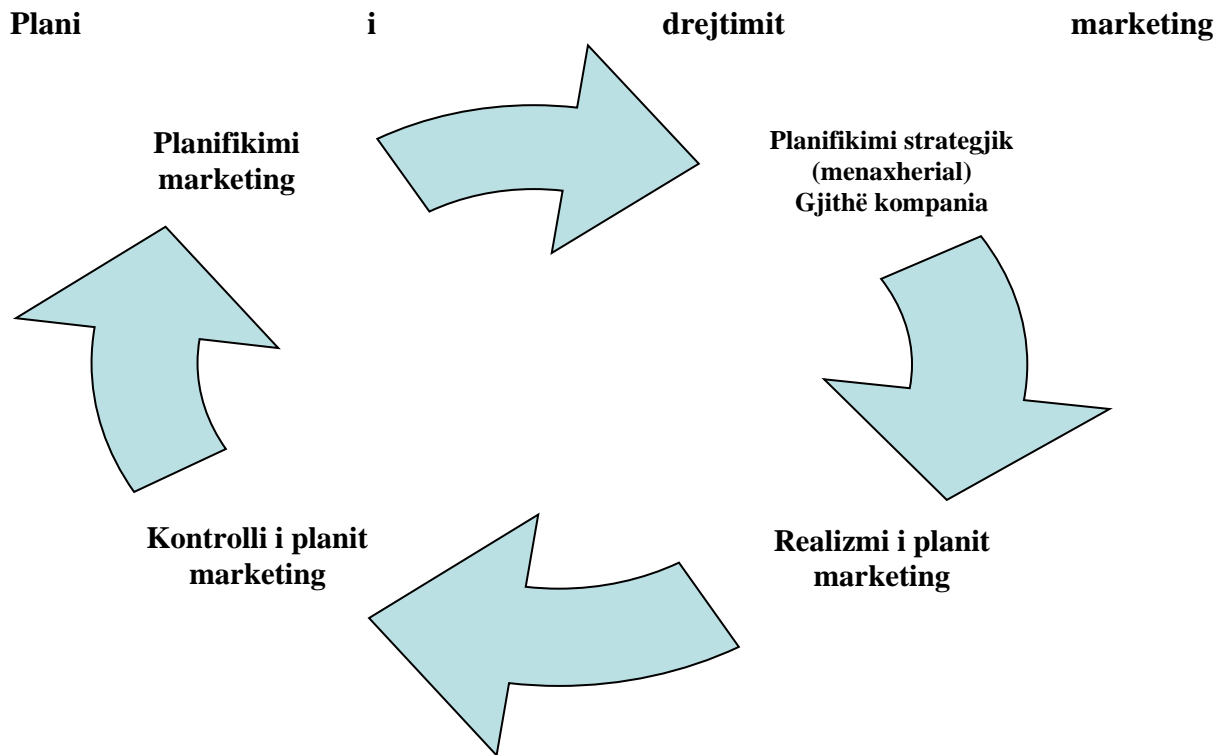 Plani i drejtimit marketing
Planifikimi
marketing
Planifikimi strategjik
(menaxherial)
Gjithë kompania
Kontrolli i planit
marketing
Realizmi i planit
marketing